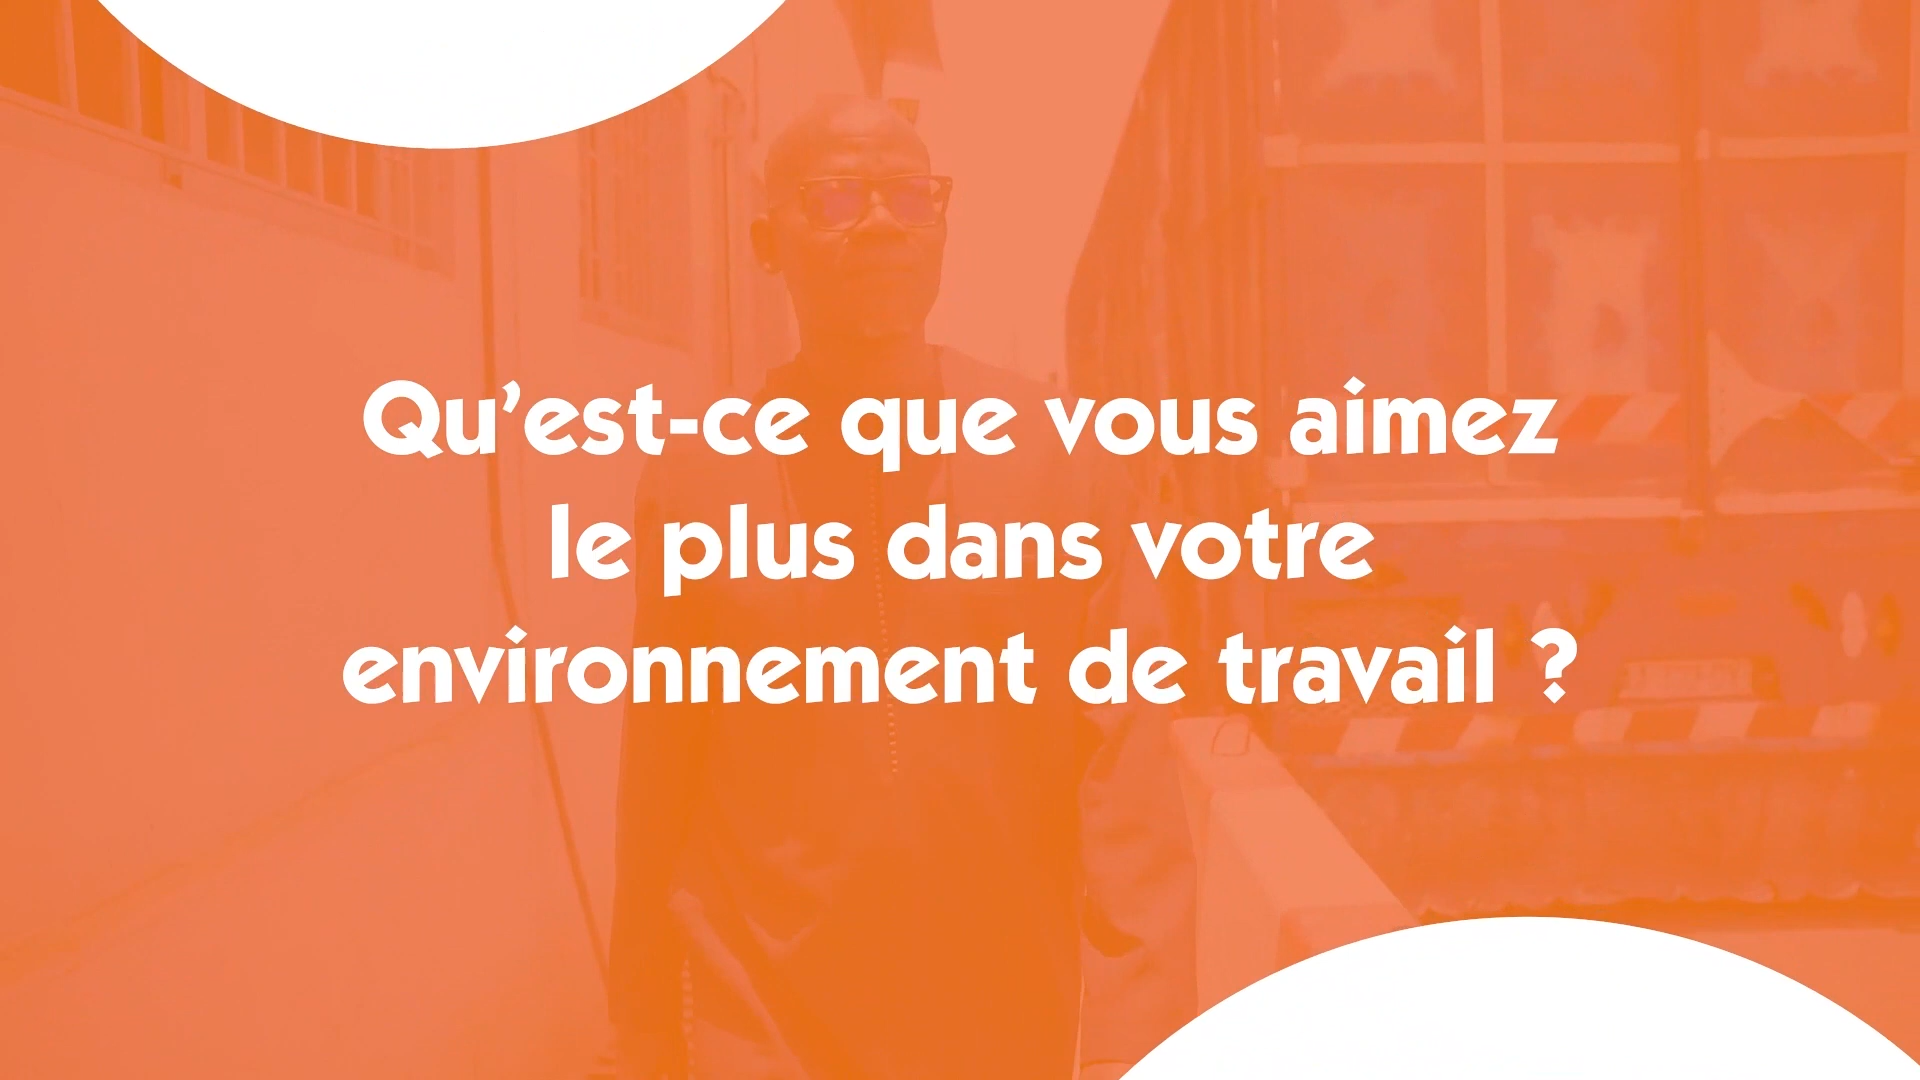 Qu’est-ce que vous aimez
le plus dans votre
environnement de travail ?